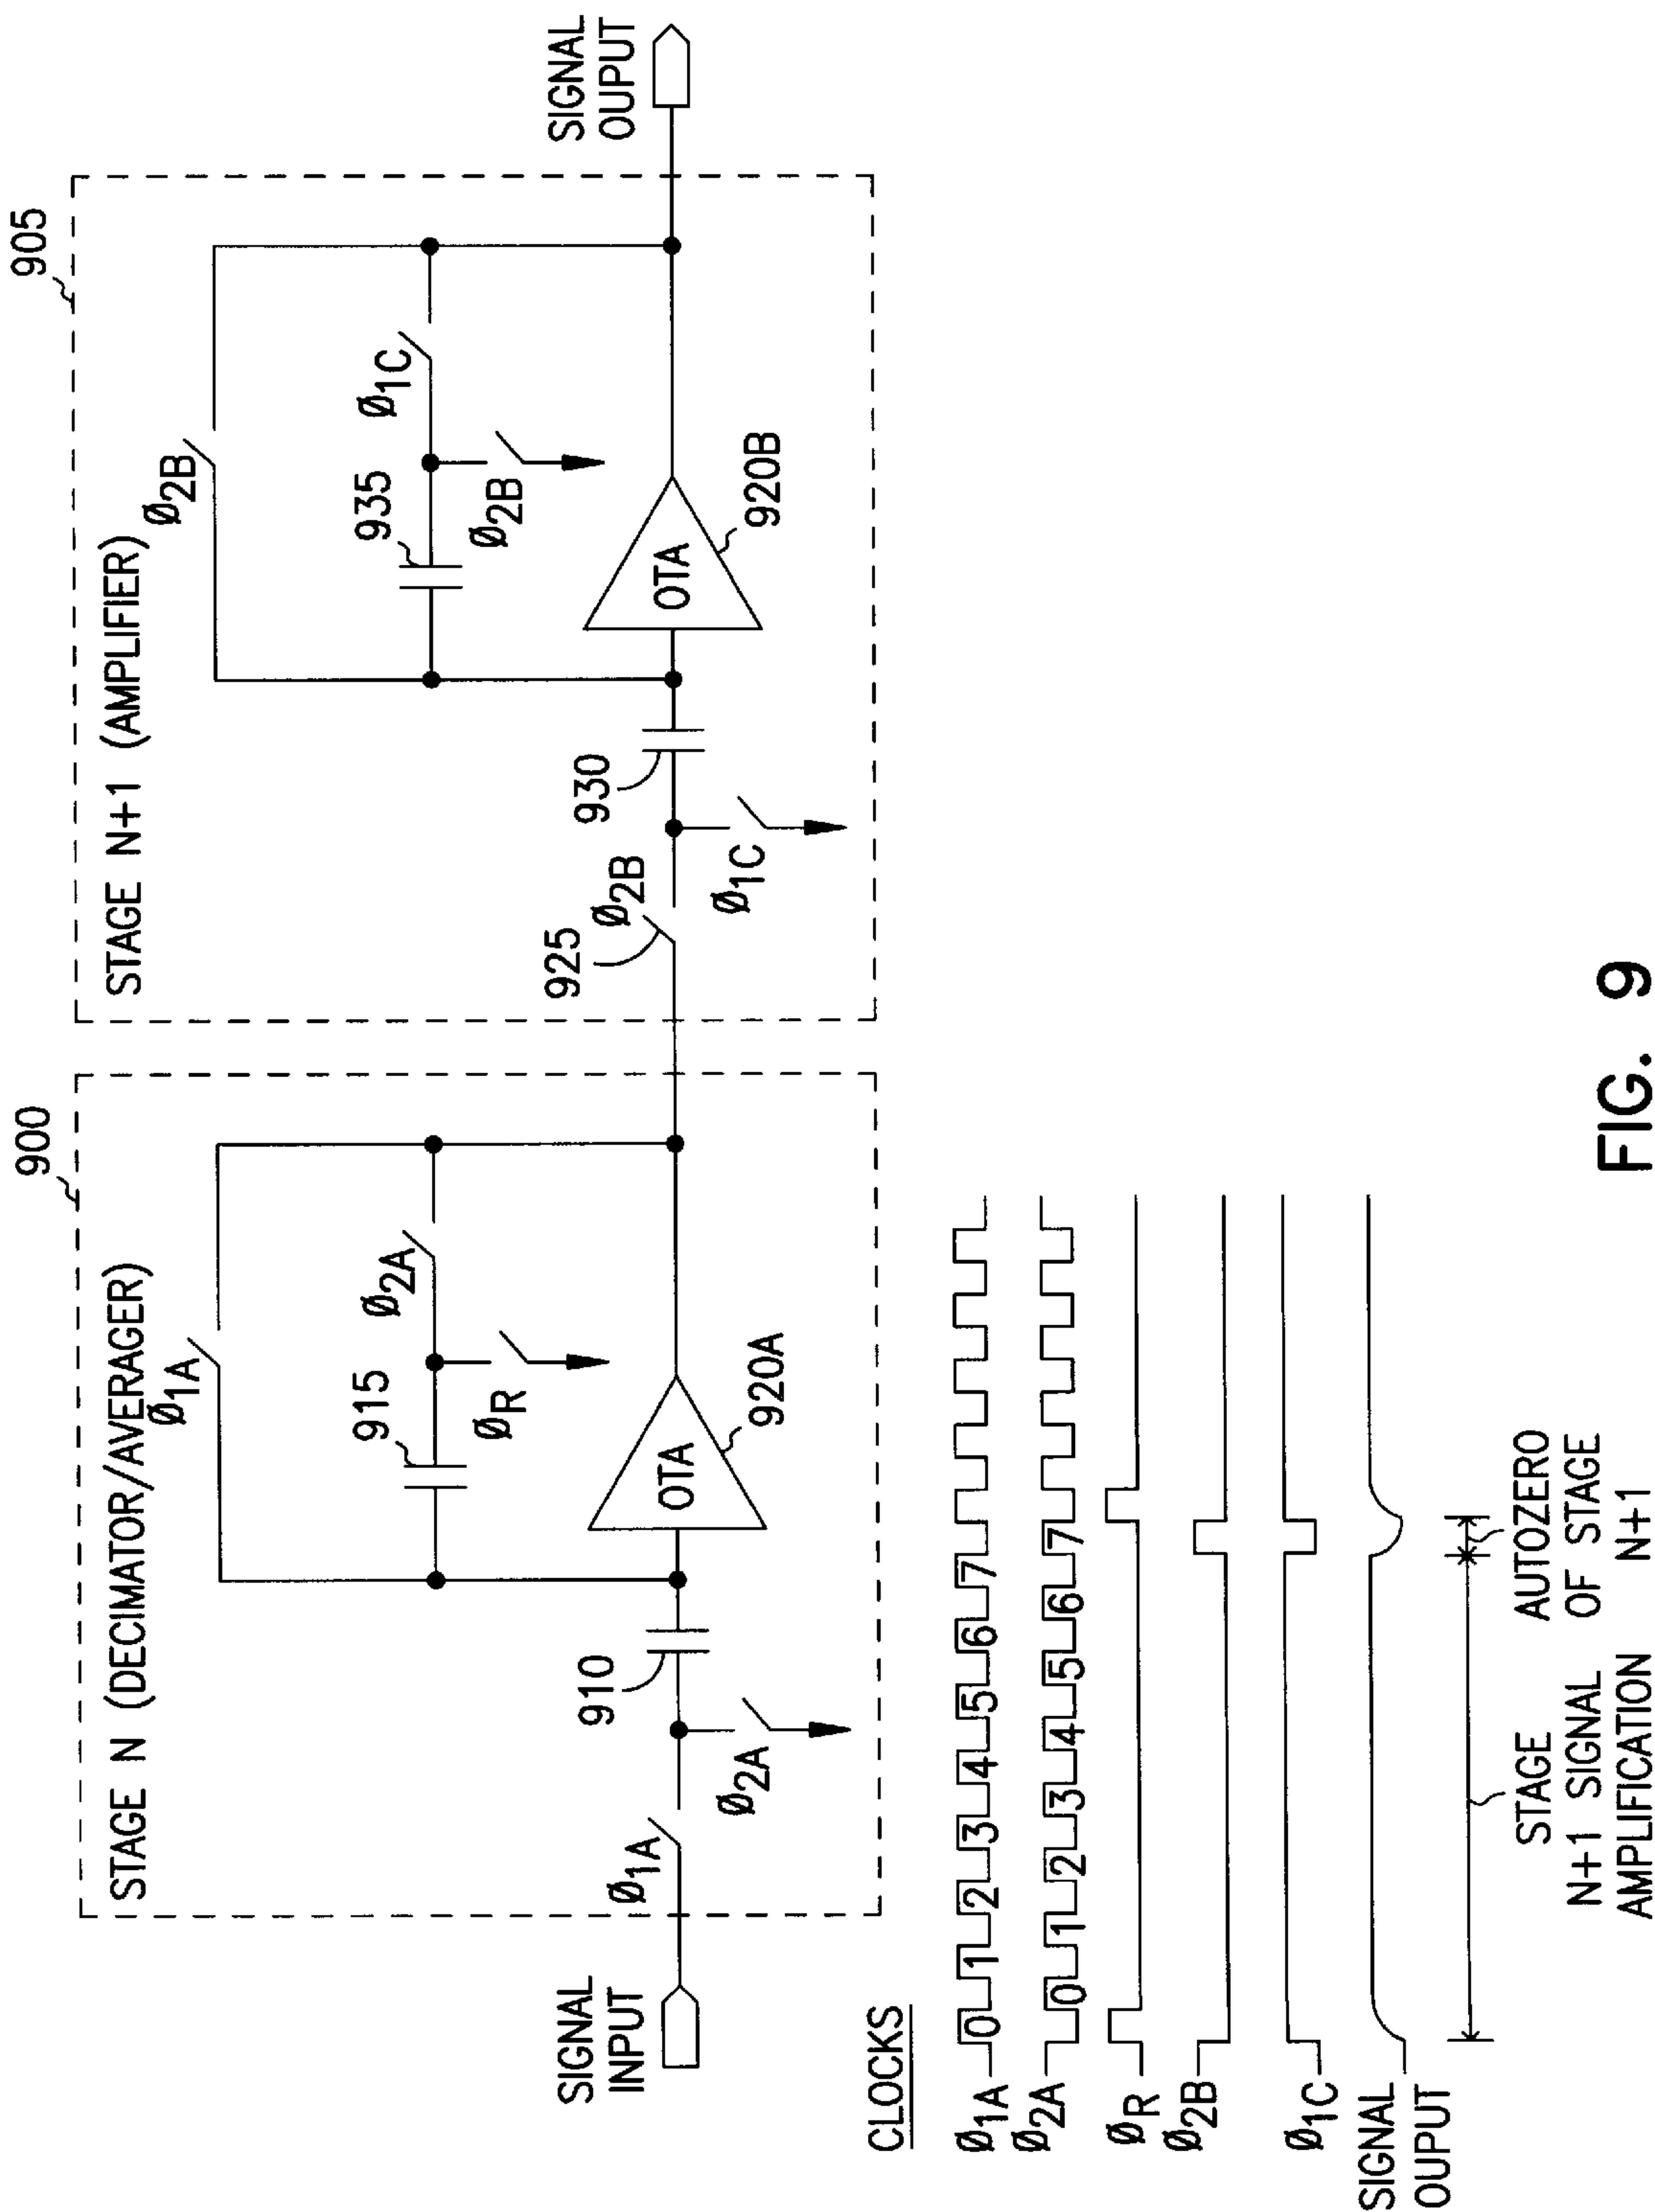 900
905
STAGE N (DECIMATOR/AVERAGER)
STAGE N+1 (AMPLIFIER)
Ø1A
Ø2B
915
Ø2A
935
Ø1C
ØR
Ø2B
SIGNAL
INPUT
Ø1A
910
OTA
920A
925
Ø2B
930
OTA
920B
SIGNAL
OUPUT
Ø2A
Ø1C
CLOCKS
Ø1A 0 1 2 3 4 5 6 7
Ø2A 0 1 2 3 4 5 6 7
ØR
Ø2B
Ø1C
SIGNAL
OUPUT
STAGE
N+1 SIGNAL
AMPLIFICATION
AUTOZERO
OF STAGE
N+1
FIG. 9